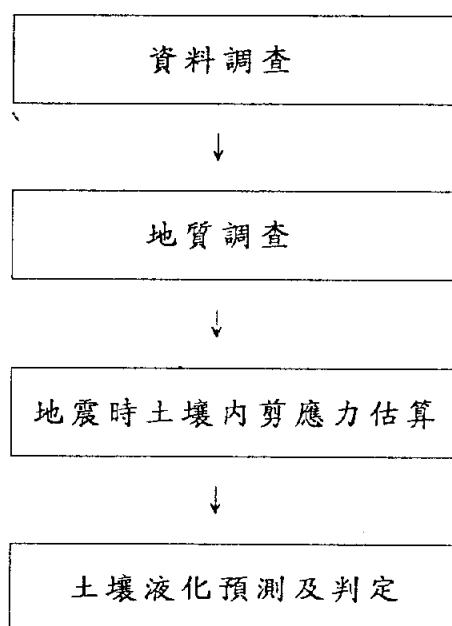 資料調查
↓
地質調查
↓
地震時土壤內剪應力估算
↓
土壤液化預測及判定